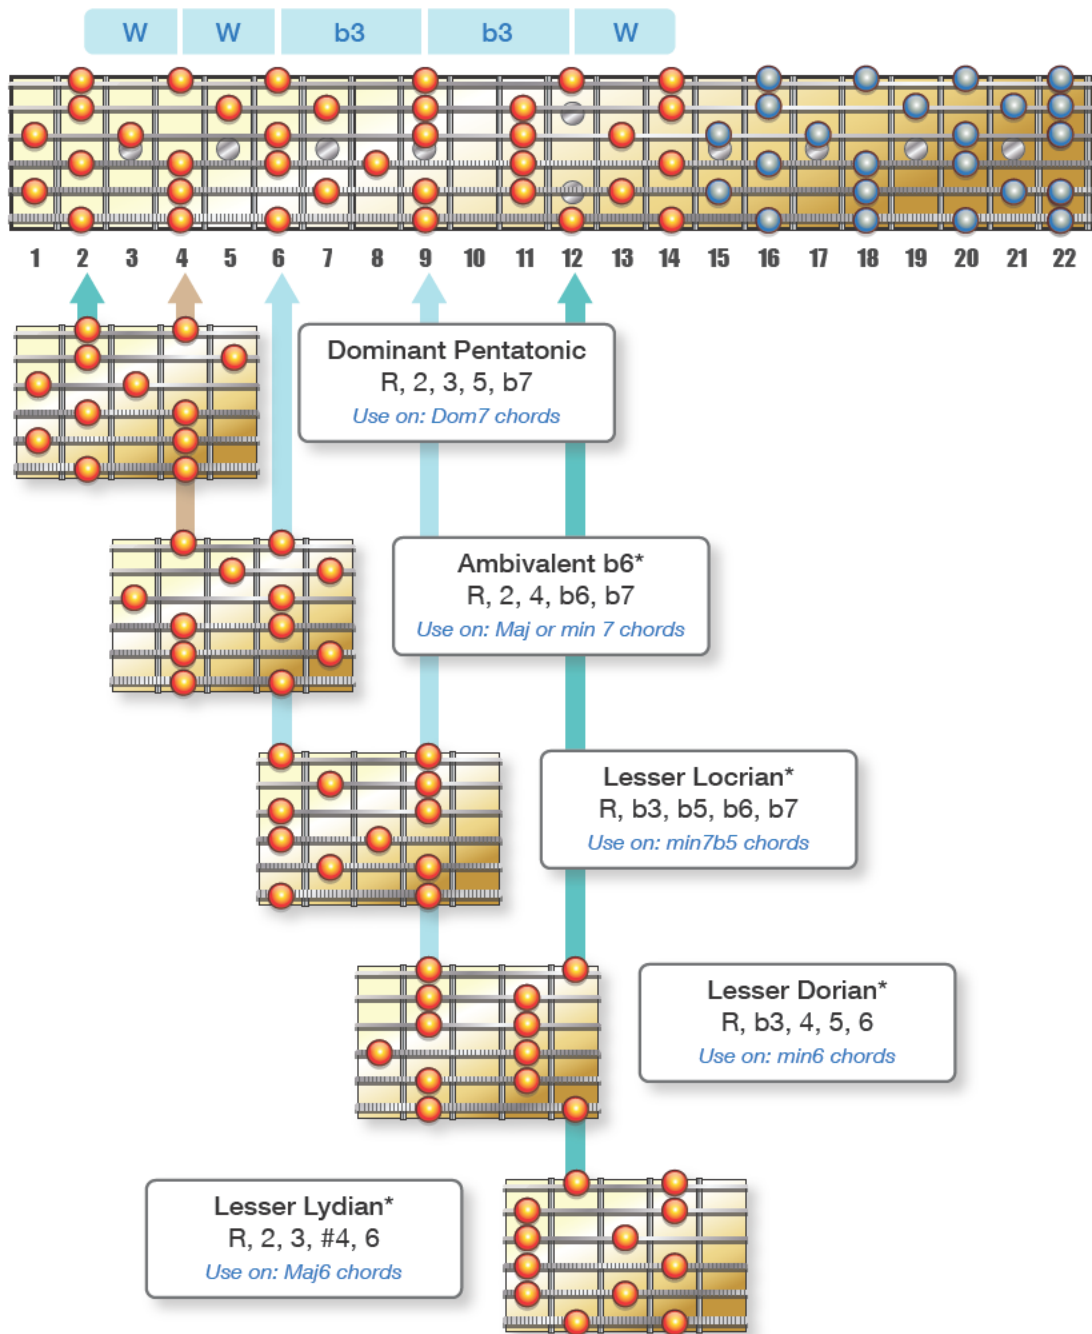 W W b3 b3 W
1 2 3 4 5 6 7 8 9 10 11 12 13 14 15 16 17 18 19 20 21 22
Dominant Pentatonic
R, 2, 3, 5, b7
Use on: Dom7 chords
Ambivalent b6*
R, 2, 4, b6, b7
Use on: Maj or min 7 chords
Lesser Locrian*
R, b3, b5, b6, b7
Use on: min7b5 chords
Lesser Dorian*
R, b3, 4, 5, 6
Use on: min6 chords
Lesser Lydian*
R, 2, 3, #4, 6
Use on: Maj6 chords